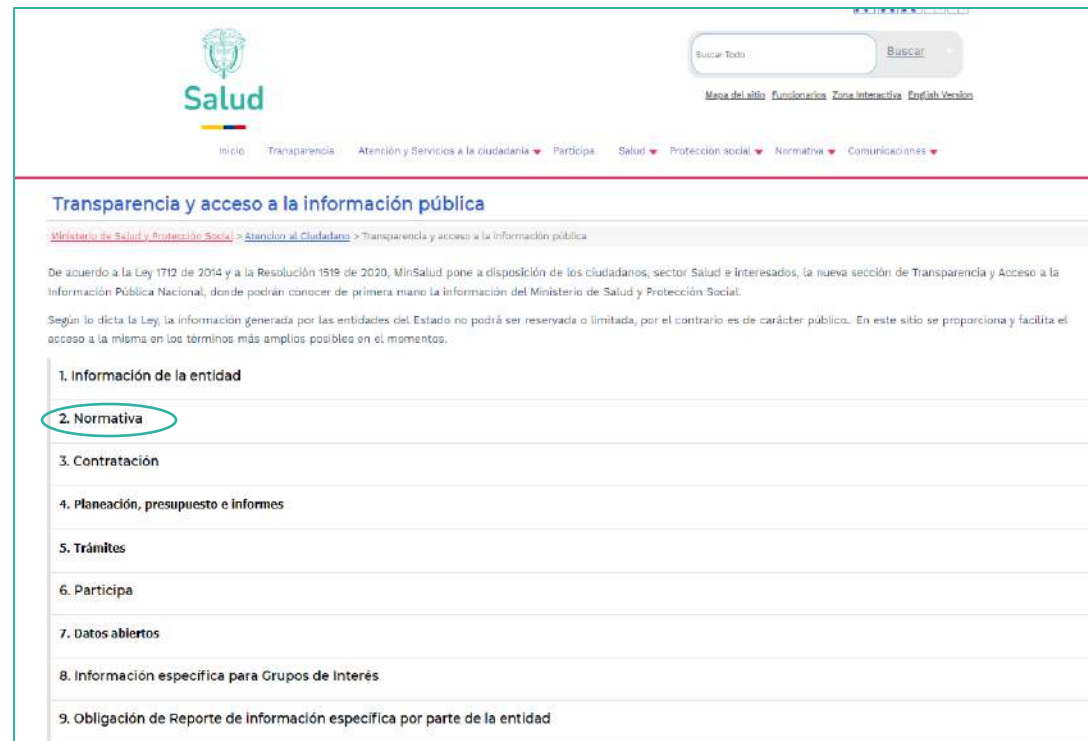 Buscar Todo
Buscar
Salud
Mapa del sitio Funcionarios Zona Interactiva English Version
Inicio Transparencia Atención y Servicios a la ciudadanía Participa Salud Protección social Normativa Comunicaciones
Transparencia y acceso a la información pública
Ministerio de Salud y Protección Social > Atencion al Ciudadano > Transparencia y acceso a la información pública
De acuerdo a la Ley 1712 de 2014 y a la Resolución 1519 de 2020, MinSalud pone a disposición de los ciudadanos, sector Salud e interesados, la nueva sección de Transparencia y Acceso a la
Información Pública Nacional, donde podrán conocer de primera mano la información del Ministerio de Salud y Protección Social.
Según lo dicta la Ley, la información generada por las entidades del Estado no podrá ser reservada o limitada, por el contrario es de carácter público.. En este sitio se proporciona y facilita el
acceso a la misma en los términos más amplios posibles en el momentos.
1. Información de la entidad
2. Normativa
3. Contratación
4. Planeación, presupuesto e informes
5. Trámites
6. Participa
7. Datos abiertos
8. Información específica para Grupos de Interés
9. Obligación de Reporte de información específica por parte de la entidad